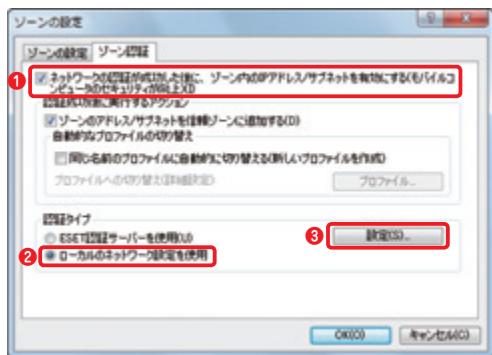 ゾーンの設定
ゾーンの設定 ゾーン認証
1 ネットワークの認証が成功した後に、ゾーン内のIPアドレス/サブネットを有効にする(モバイルコ
ンピュータのセキュリティが向上)(I)
認証成功後に実行するアクション
ゾーンのアドレス/サブネットを信頼ゾーンに追加する(D)
自動的なプロファイルの切り替え
同じ名前のプロファイルに自動的に切り替える(新しいプロファイルを作成)
プロファイルへの切り替え(詳細設定) プロファイル...
認証タイプ
ESET認証サーバーを使用(U)
3 設定(S)...
2 ローカルのネットワーク設定を使用
OK(O) キャンセル(C)